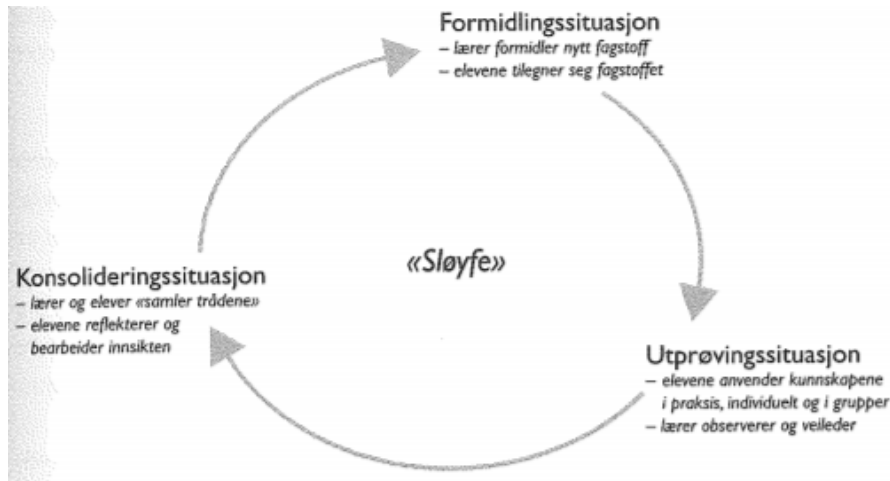 Formidlingssituasjon
– lærer formidler nytt fagstoff
– elevene tilegner seg fagstoffet
«Sløyfe»
Konsolideringssituasjon
– lærer og elever «samler trådene»
– elevene reflekterer og
bearbeider innsikten
Utprøvingssituasjon
– elevene anvender kunnskapene
i praksis, individuelt og i grupper
– lærer observerer og veileder